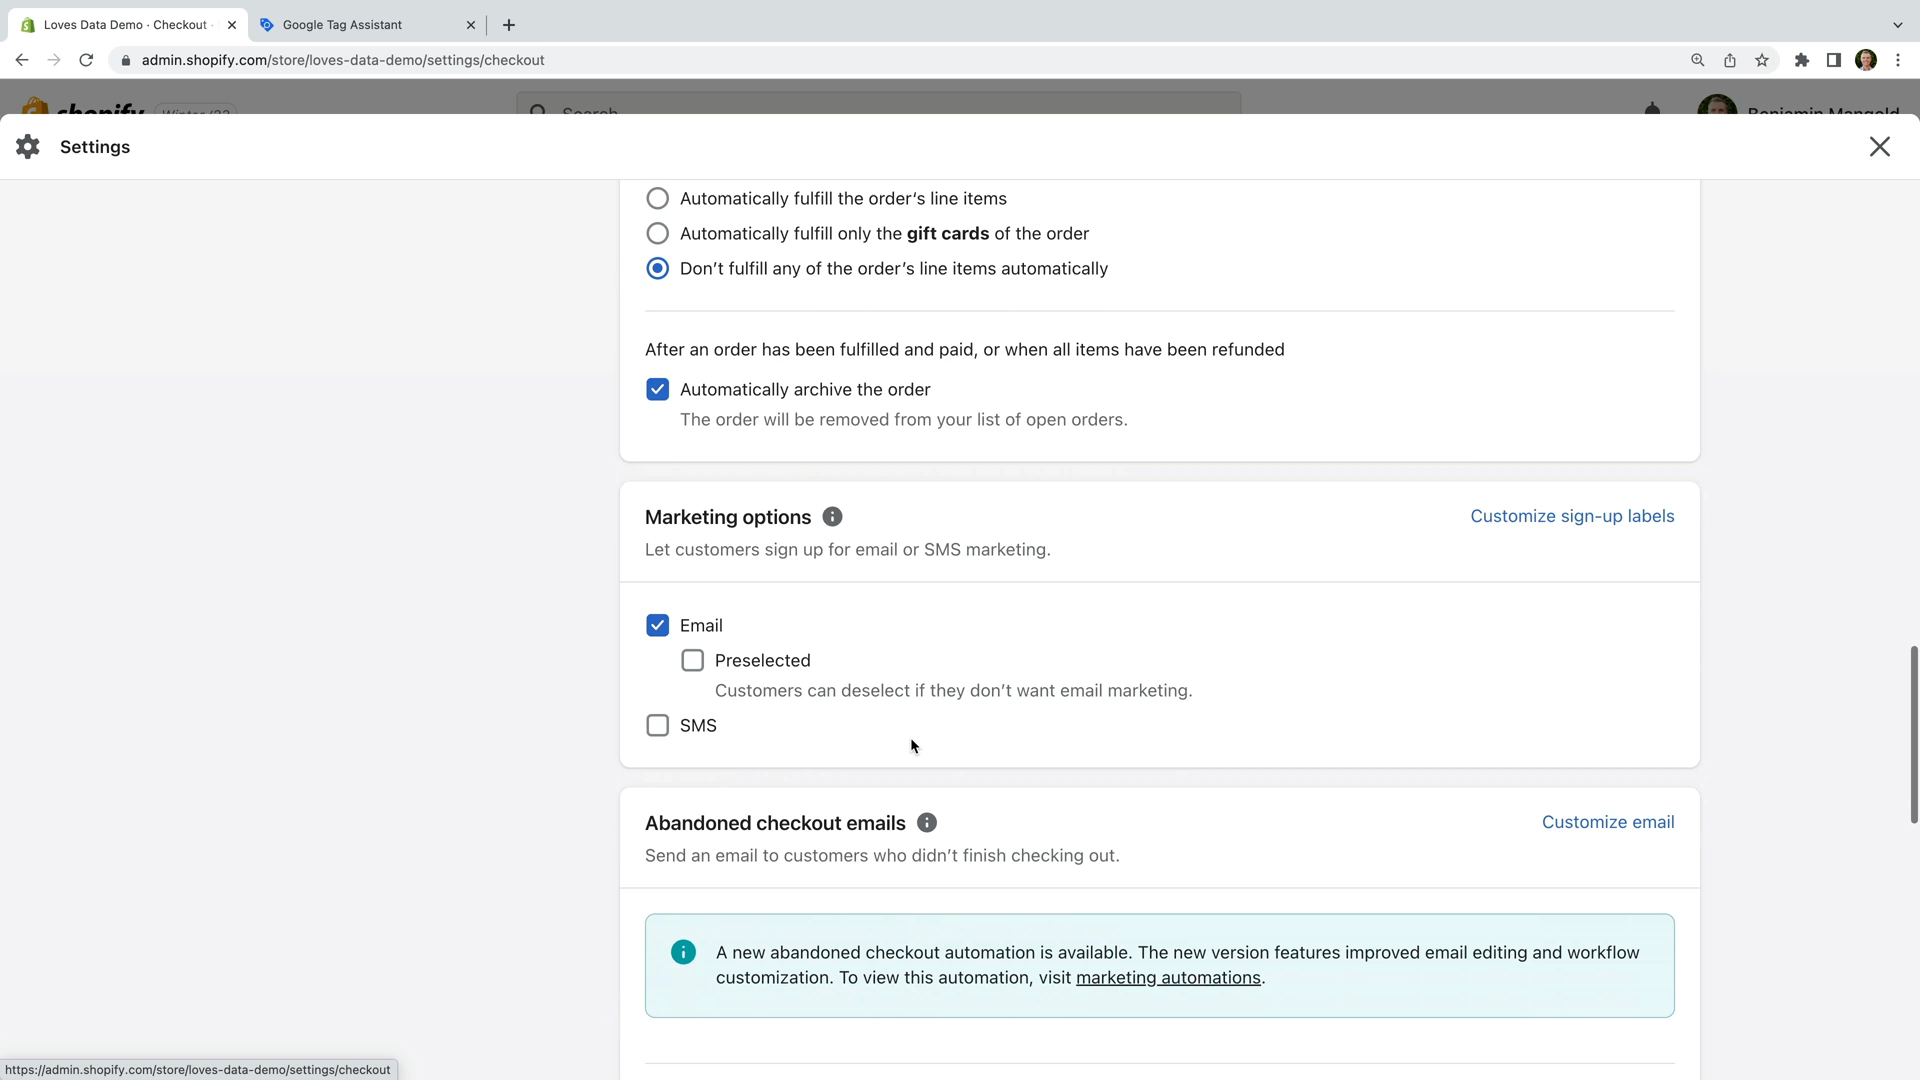 Loves Data Demo · Checkout ·
Google Tag Assistant
admin.shopify.com/store/loves-data-demo/settings/checkout
shopify
Winter '23
Search
Benjamin Mangold
Settings
Automatically fulfill the order's line items
Automatically fulfill only the gift cards of the order
Don't fulfill any of the order's line items automatically
After an order has been fulfilled and paid, or when all items have been refunded
Automatically archive the order
The order will be removed from your list of open orders.
Marketing options
Customize sign-up labels
Let customers sign up for email or SMS marketing.
Email
Preselected
Customers can deselect if they don't want email marketing.
SMS
Abandoned checkout emails
Customize email
Send an email to customers who didn't finish checking out.
A new abandoned checkout automation is available. The new version features improved email editing and workflow
customization. To view this automation, visit marketing automations.
https://admin.shopify.com/store/loves-data-demo/settings/checkout